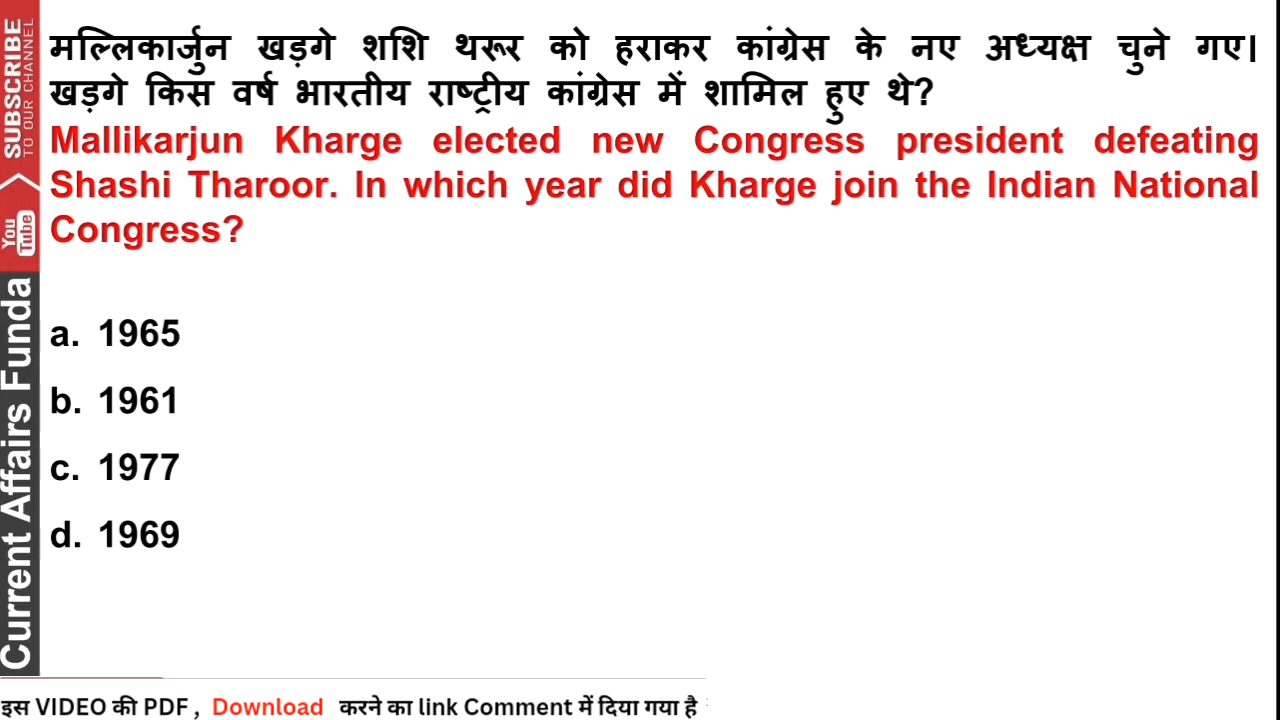 मल्लिकार्जुन खड़गे शशि थरूर को हराकर कांग्रेस के नए अध्यक्ष चुने गए।
खड़गे किस वर्ष भारतीय राष्ट्रीय कांग्रेस में शामिल हुए थे?
Mallikarjun Kharge elected new Congress president defeating
Shashi Tharoor. In which year did Kharge join the Indian National
Congress?
a. 1965
b. 1961
c. 1977
d. 1969
SUBSCRIBE
TO OUR CHANNEL
You Tube
Current Affairs Funda
इस VIDEO की PDF , Download करने का link Comment में दिया गया है